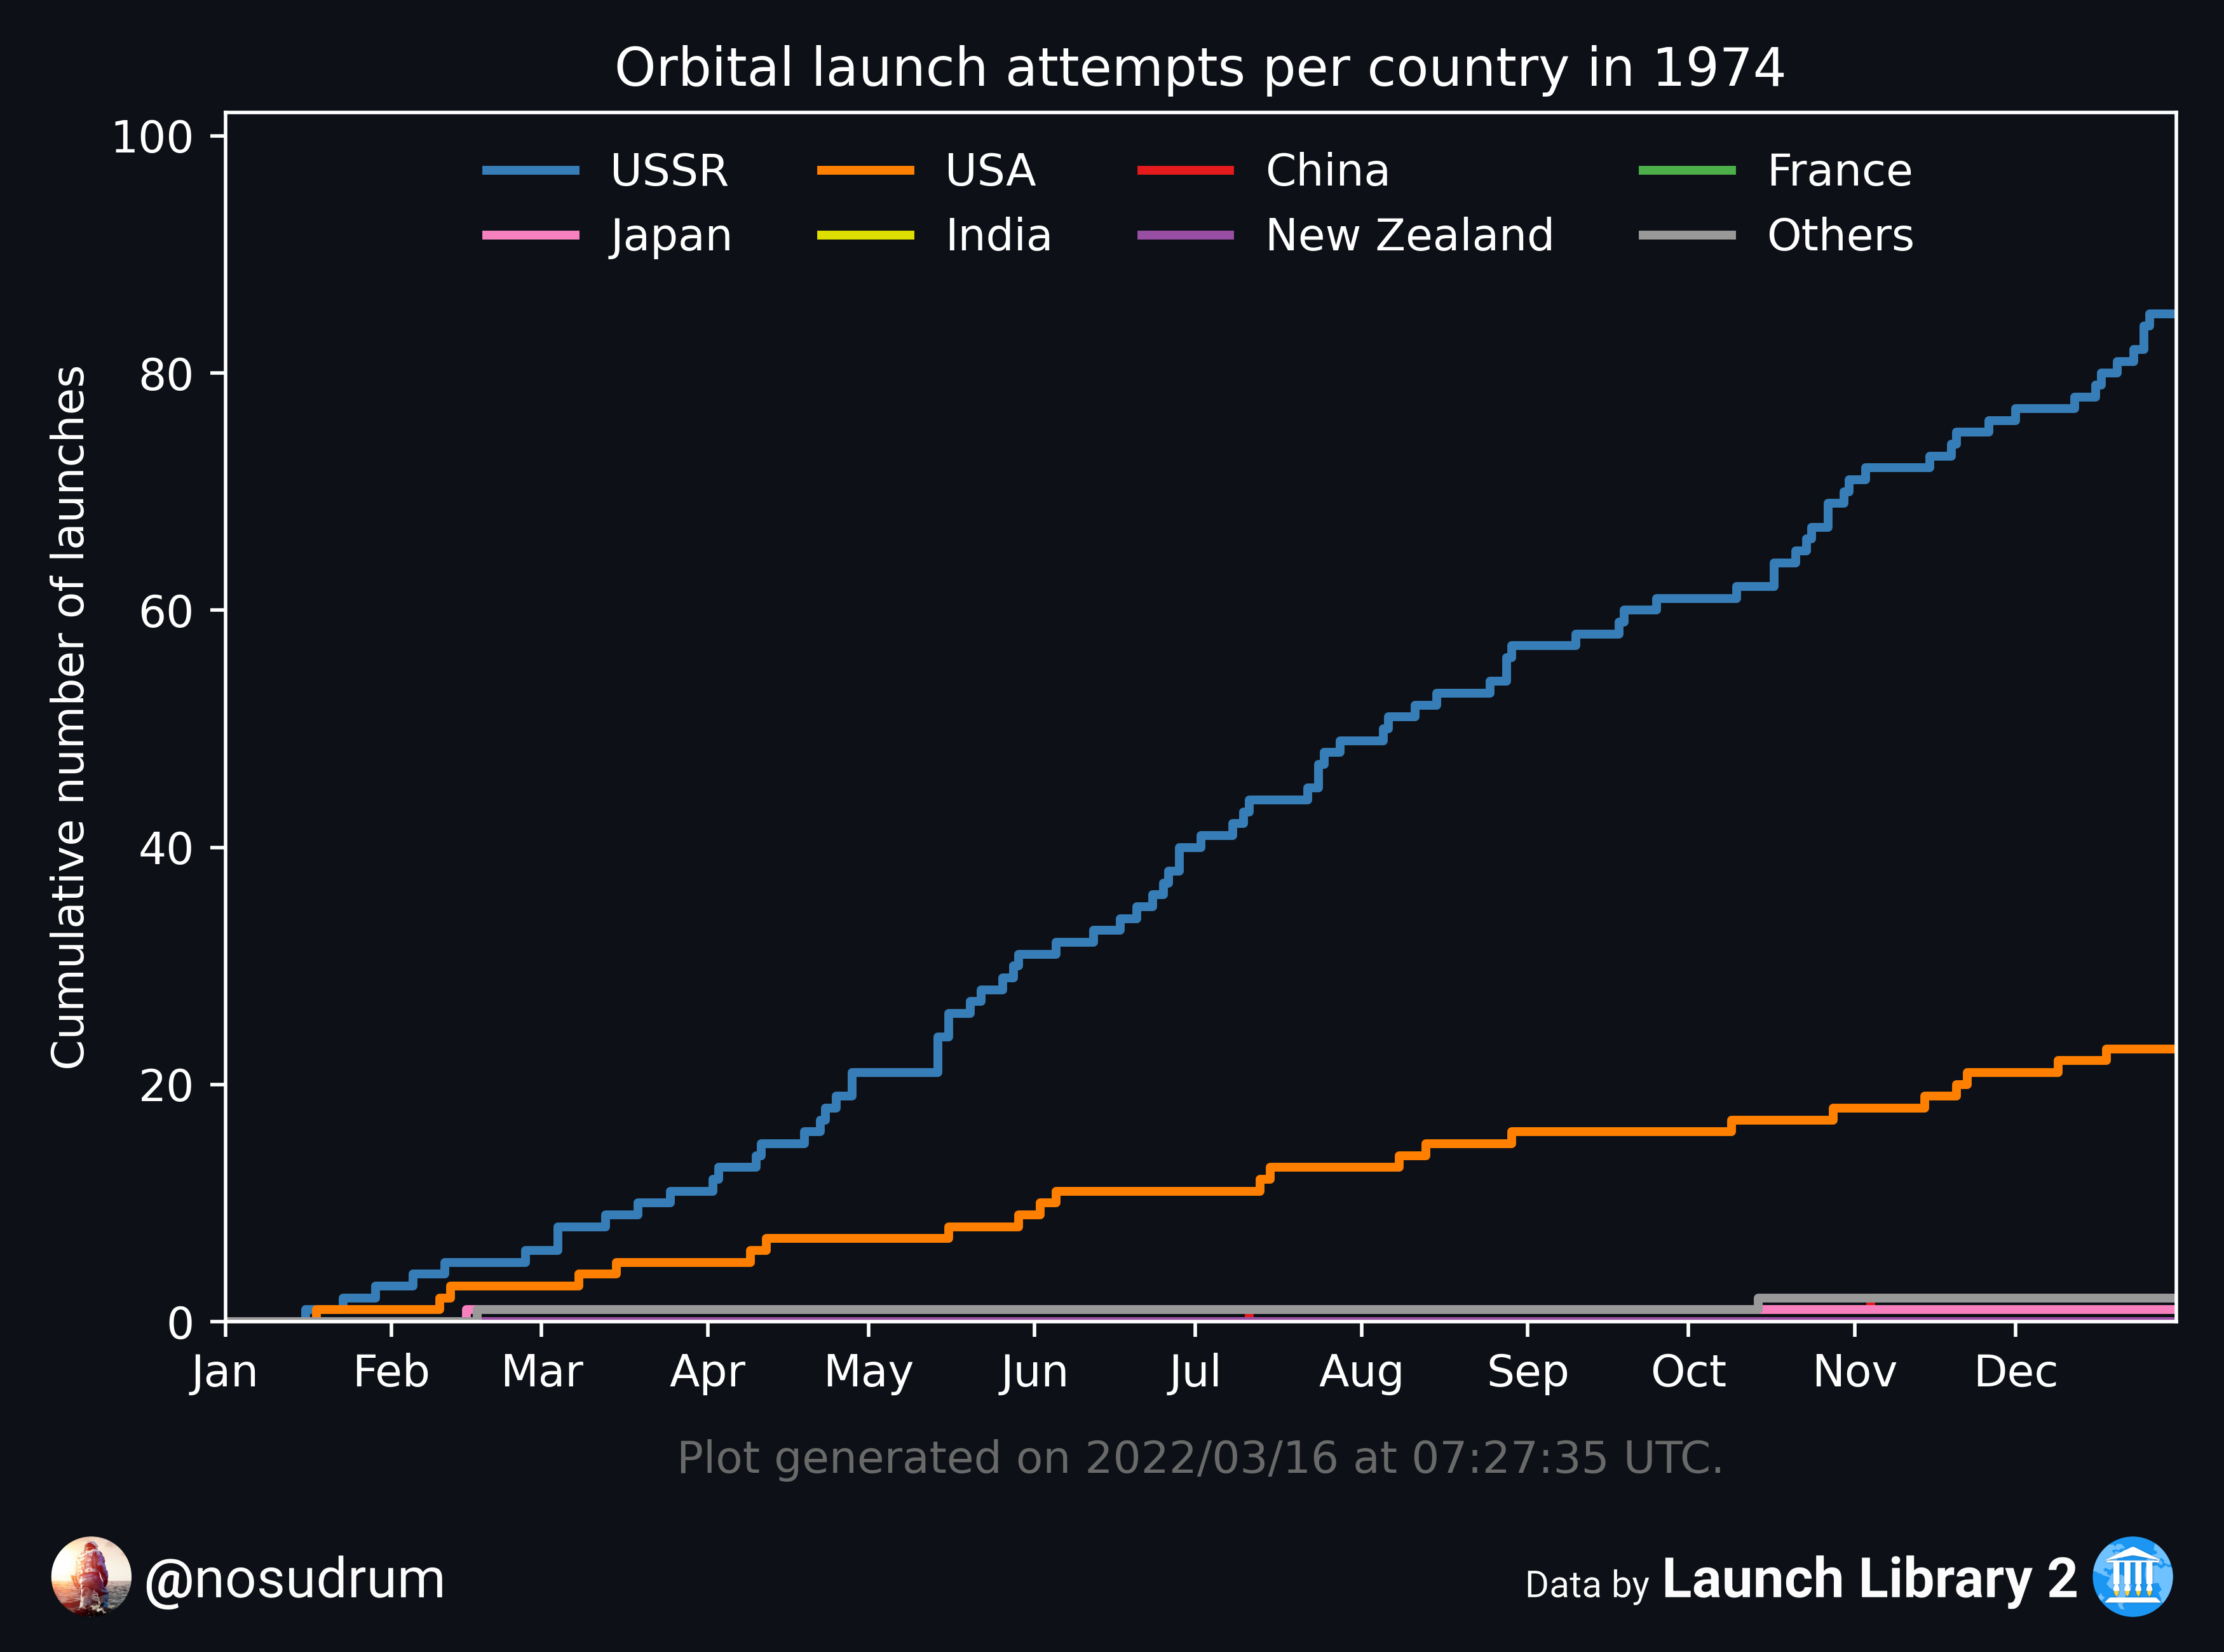 Orbital launch attempts per country in 1974
USSR USA China France
Japan India New Zealand Others
Cumulative number of launches
100
80
60
40
20
0
Jan Feb Mar Apr May Jun Jul Aug Sep Oct Nov Dec
Plot generated on 2022/03/16 at 07:27:35 UTC.
@nosudrum
Data by Launch Library 2